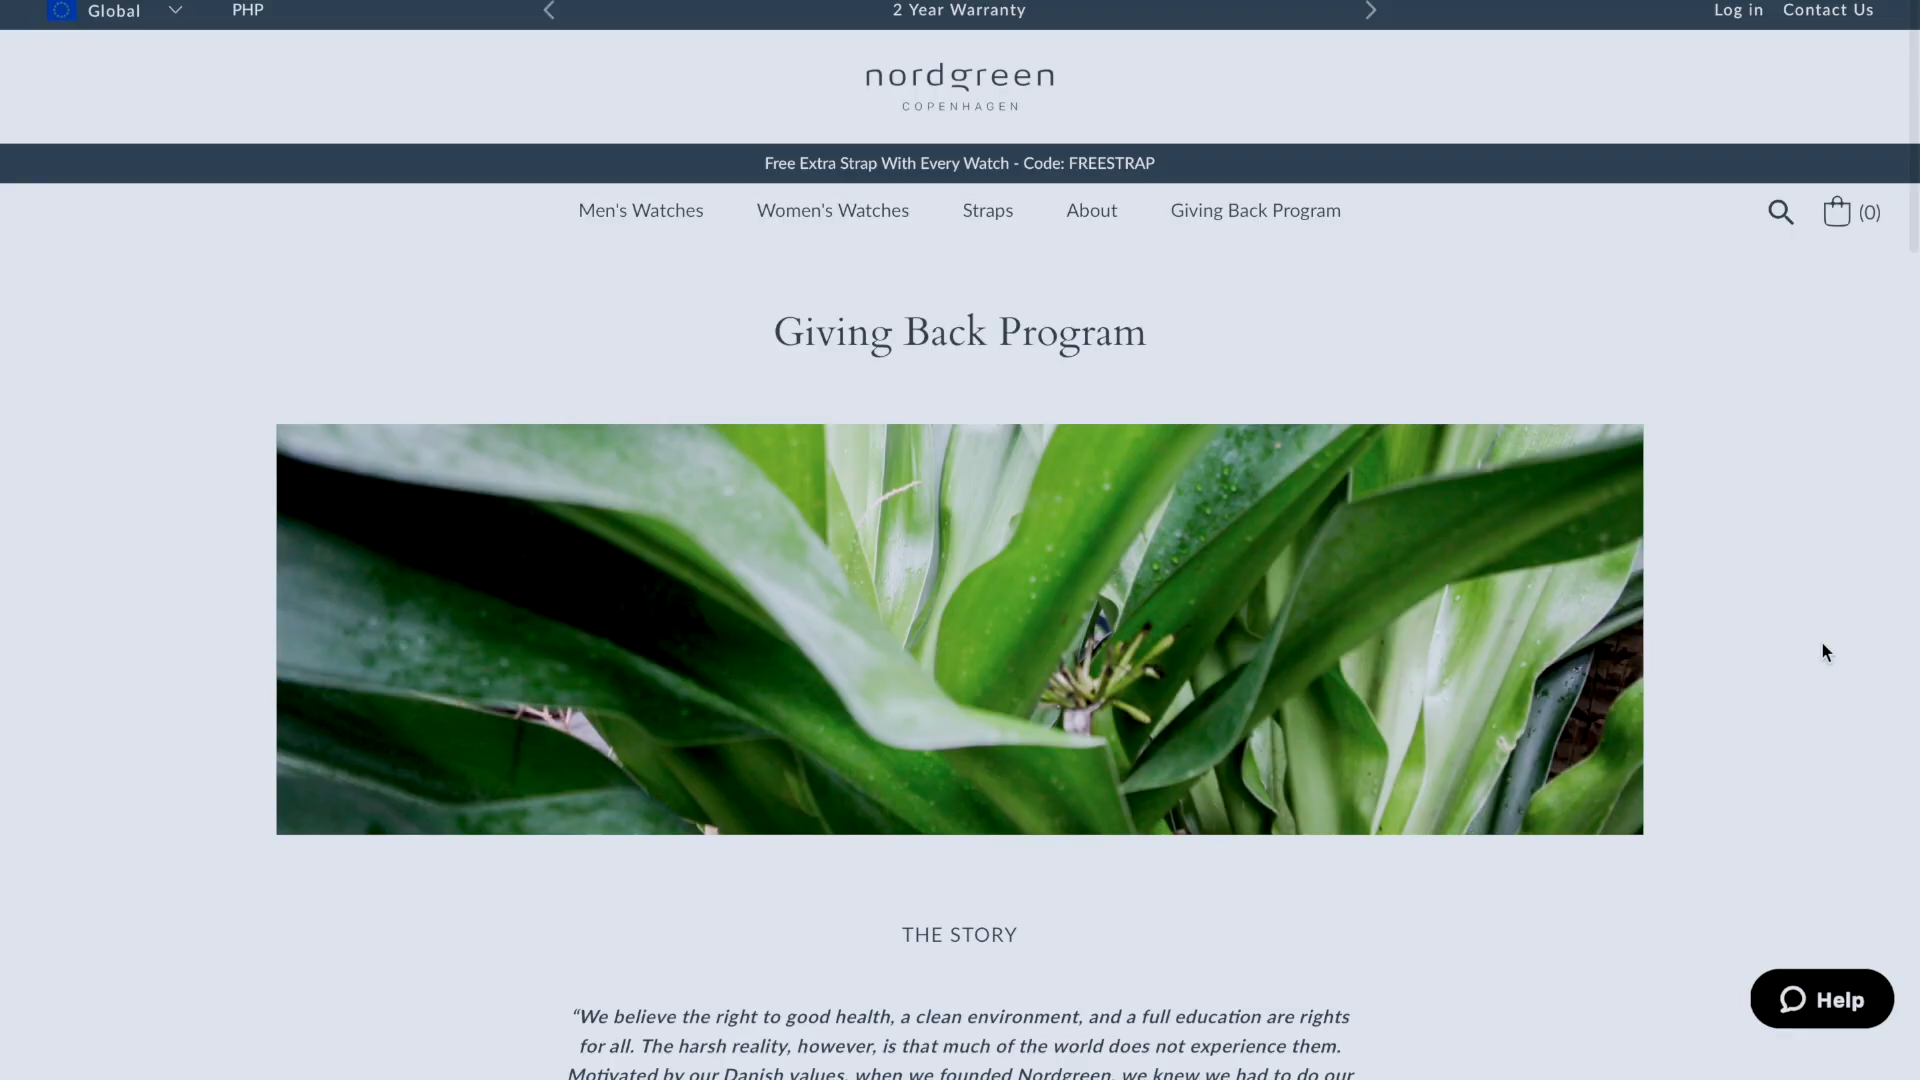 Global PHP 2 Year Warranty Log in Contact Us
nordgreen
COPENHAGEN
Free Extra Strap With Every Watch - Code: FREESTRAP
Men's Watches Women's Watches Straps About Giving Back Program (0)
Giving Back Program
THE STORY
“We believe the right to good health, a clean environment, and a full education are rights
for all. The harsh reality, however, is that much of the world does not experience them.
Motivated by our Danish values, when we founded Nordgreen, we knew we had to do our
Help